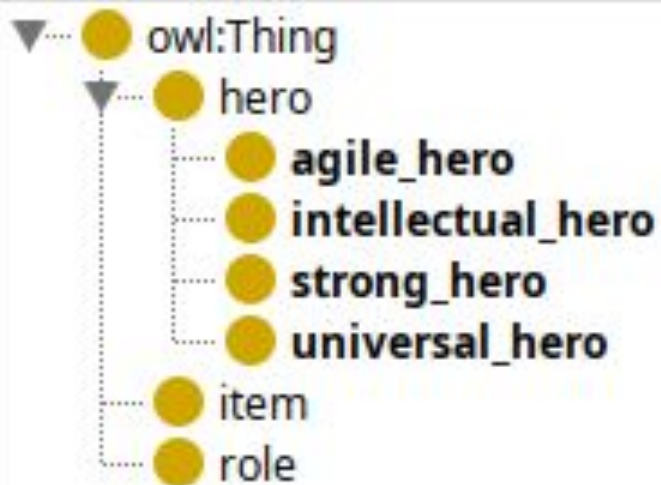 owl:Thing
hero
agile_hero
intellectual_hero
strong_hero
universal_hero
item
role